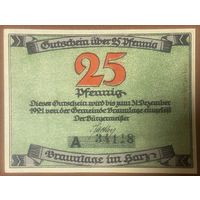 Gutschein über 25 Pfennig
25
Pfennig
Dieser Gutschein wird bis zum 31. Dezember
1921 von der Gemeinde Braunlage eingelöst
Der Bürgermeister
A 34118
Braunlage im Harz